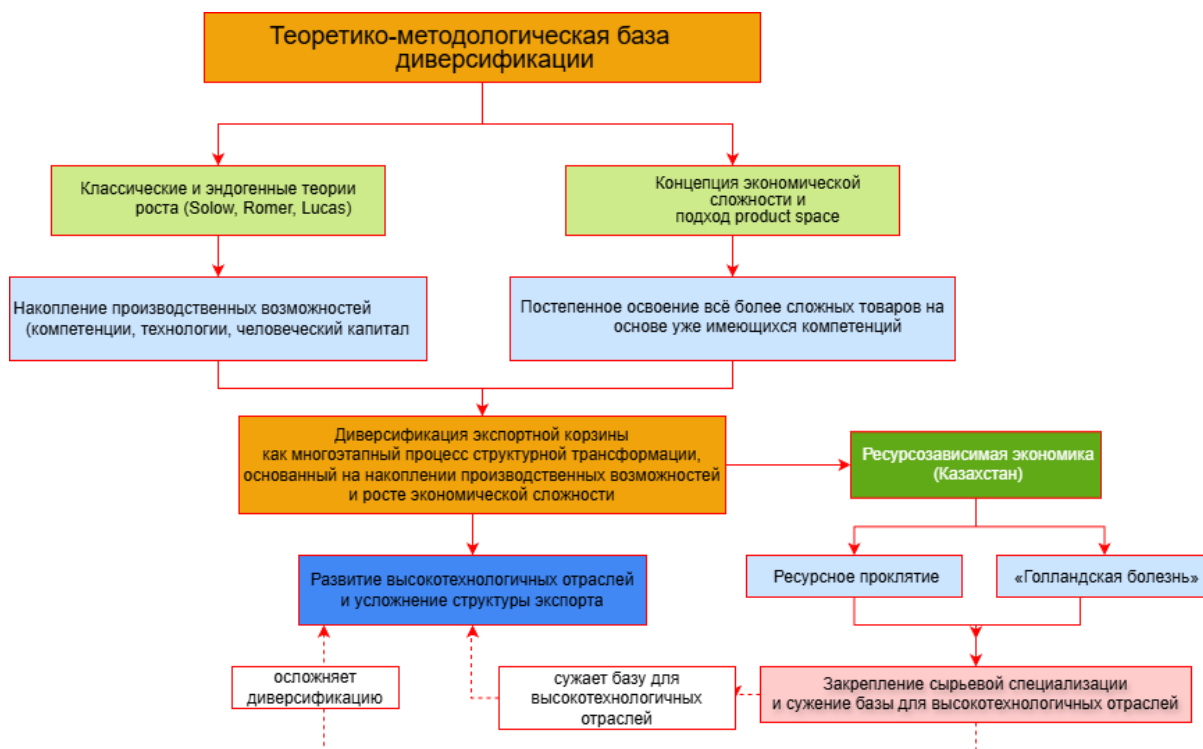 Теоретико-методологическая база
диверсификации
Классические и эндогенные теории
роста (Solow, Romer, Lucas)
Концепция экономической
сложности и
подход product space
Накопление производственных возможностей
(компетенции, технологии, человеческий капитал
Постепенное освоение всё более сложных товаров на
основе уже имеющихся компетенций
Диверсификация экспортной корзины
как многоэтапный процесс структурной трансформации,
основанный на накоплении производственных возможностей
и росте экономической сложности
Ресурсозависимая экономика
(Казахстан)
Развитие высокотехнологичных отраслей
и усложнение структуры экспорта
Ресурсное проклятие
«Голландская болезнь»
осложняет
диверсификацию
сужает базу для
высокотехнологичных
отраслей
Закрепление сырьевой специализации
и сужение базы для высокотехнологичных отраслей